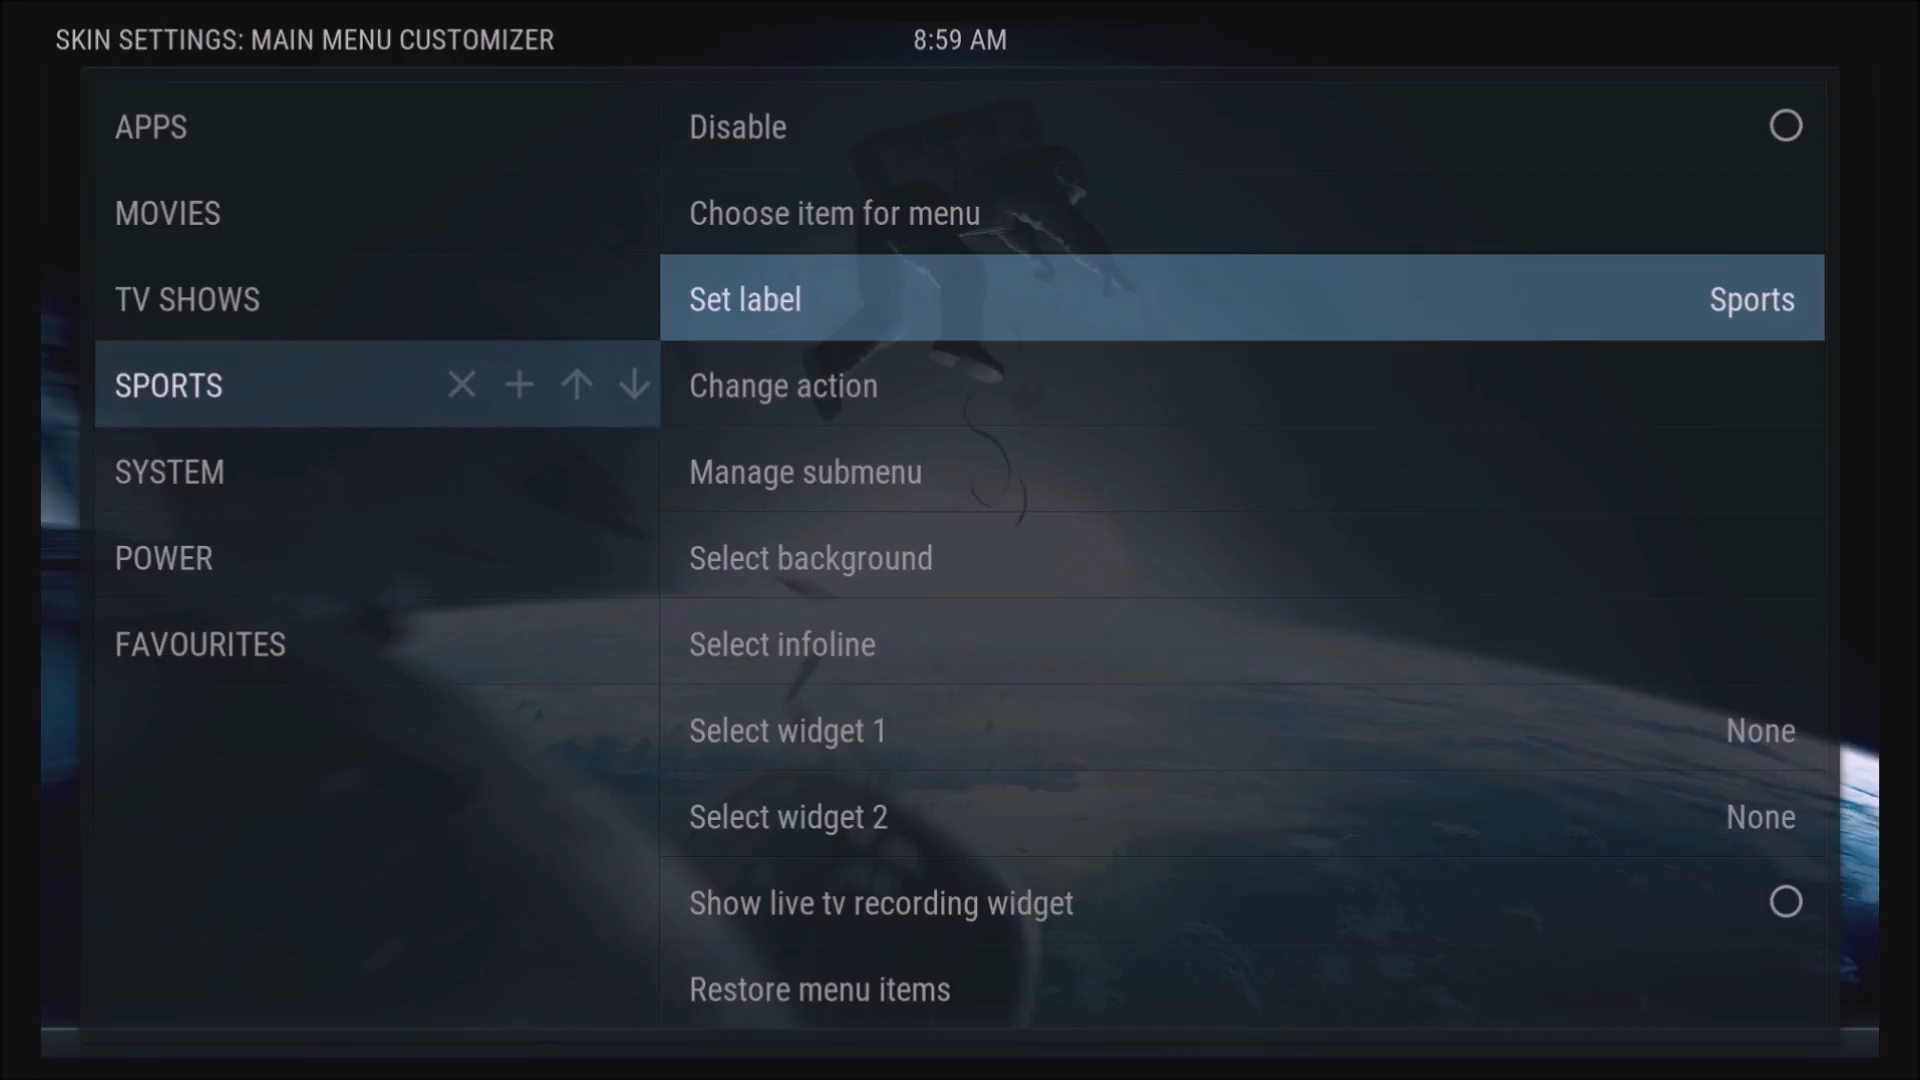 SKIN SETTINGS: MAIN MENU CUSTOMIZER
8:59 AM
APPS
MOVIES
TV SHOWS
SPORTS
SYSTEM
POWER
FAVOURITES
Disable
Choose item for menu
Set label Sports
Change action
Manage submenu
Select background
Select infoline
Select widget 1 None
Select widget 2 None
Show live tv recording widget
Restore menu items